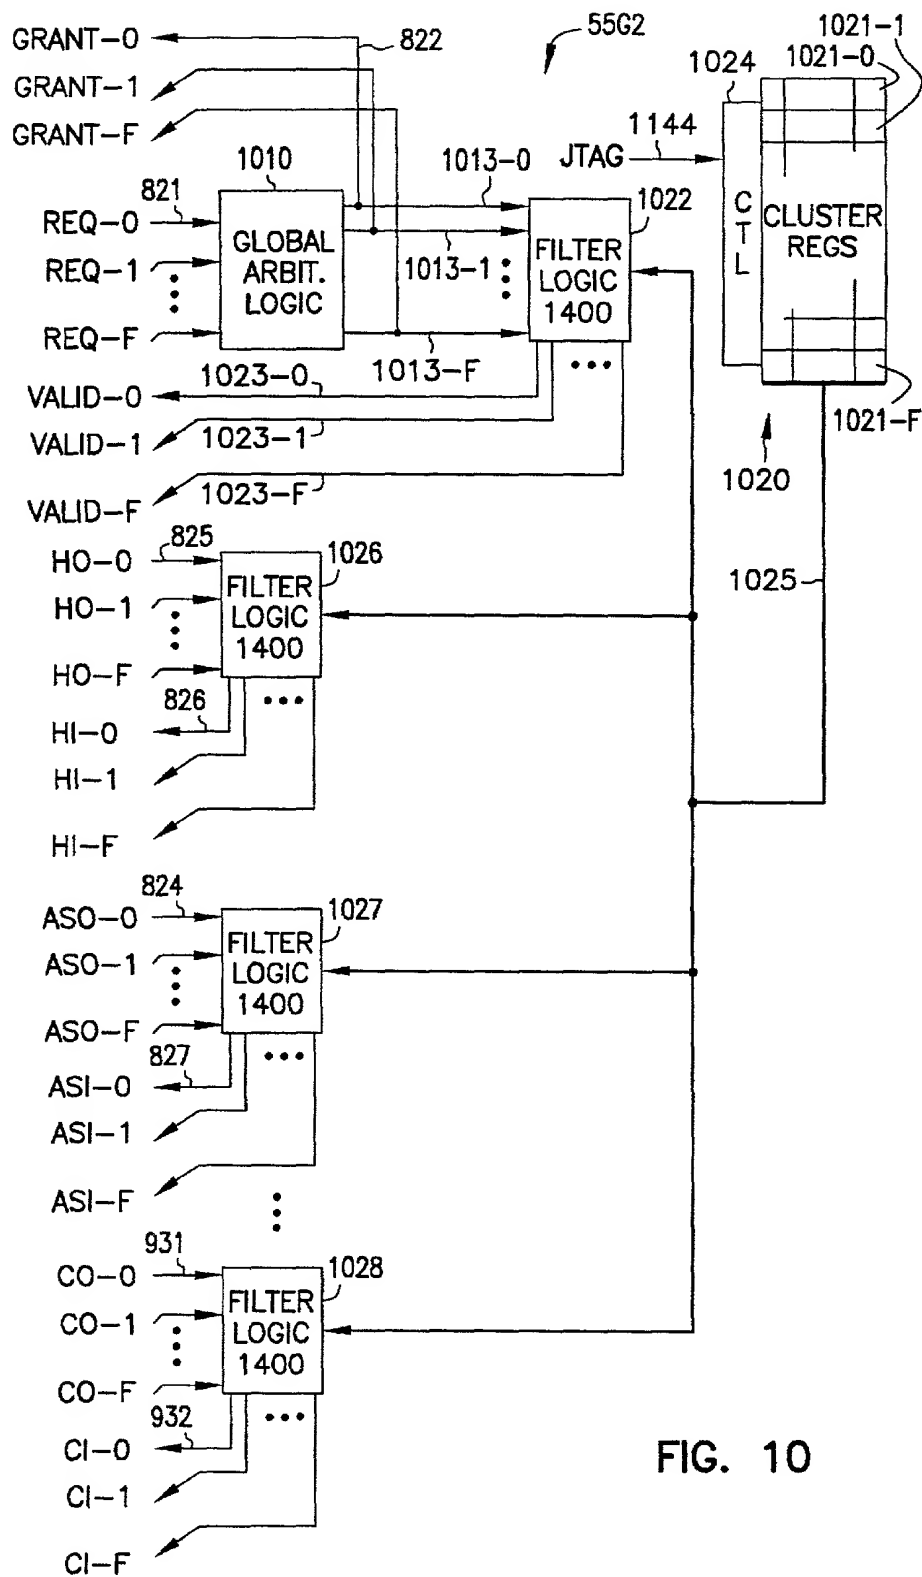 GRANT-0
822
55G2
1021-1
1021-0
1024
GRANT-1
GRANT-F
1144
JTAG
1010
1013-0
1022
821
REQ-0
GLOBAL
ARBIT.
LOGIC
FILTER
LOGIC
1400
CTL
CLUSTER
REGS
REQ-1
1013-1
REQ-F
1013-F
1023-0
VALID-0
1021-F
VALID-1
1023-1
1020
1023-F
VALID-F
825
HO-0
1026
FILTER
LOGIC
1400
1025
HO-1
HO-F
826
HI-0
HI-1
HI-F
824
ASO-0
1027
FILTER
LOGIC
1400
ASO-1
ASO-F
827
ASI-0
ASI-1
ASI-F
931
CO-0
1028
FILTER
LOGIC
1400
CO-1
CO-F
932
CI-0
CI-1
CI-F
FIG. 10